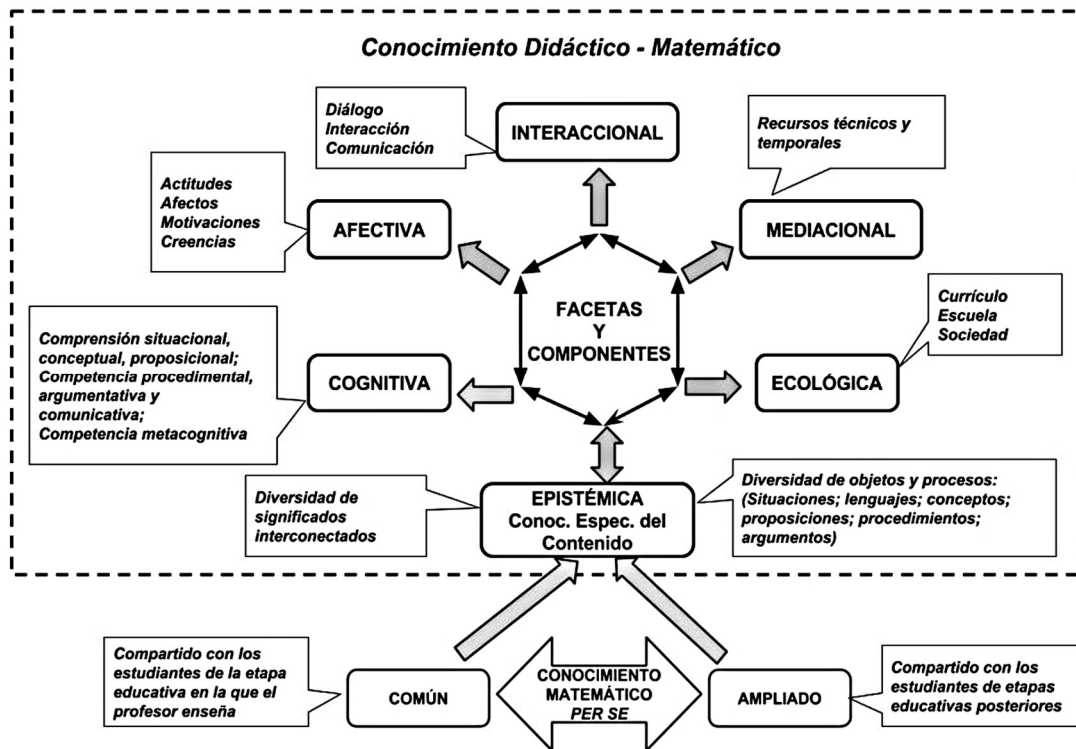 Conocimiento Didáctico - Matemático
Diálogo
Interacción
Comunicación
INTERACCIONAL
Recursos técnicos y
temporales
Actitudes
Afectos
Motivaciones
Creencias
AFECTIVA
MEDIACIONAL
FACETAS
Y
COMPONENTES
Currículo
Escuela
Sociedad
Comprensión situacional,
conceptual, proposicional;
Competencia procedimental,
argumentativa y
comunicativa;
Competencia metacognitiva
COGNITIVA
ECOLÓGICA
Diversidad de
significados
interconectados
EPISTÉMICA
Conoc. Espec. del
Contenido
Diversidad de objetos y procesos:
(Situaciones; lenguajes; conceptos;
proposiciones; procedimientos;
argumentos)
Compartido con los
estudiantes de la etapa
educativa en la que el
profesor enseña
COMÚN
CONOCIMIENTO
MATEMÁTICO
PER SE
AMPLIADO
Compartido con los
estudiantes de etapas
educativas posteriores